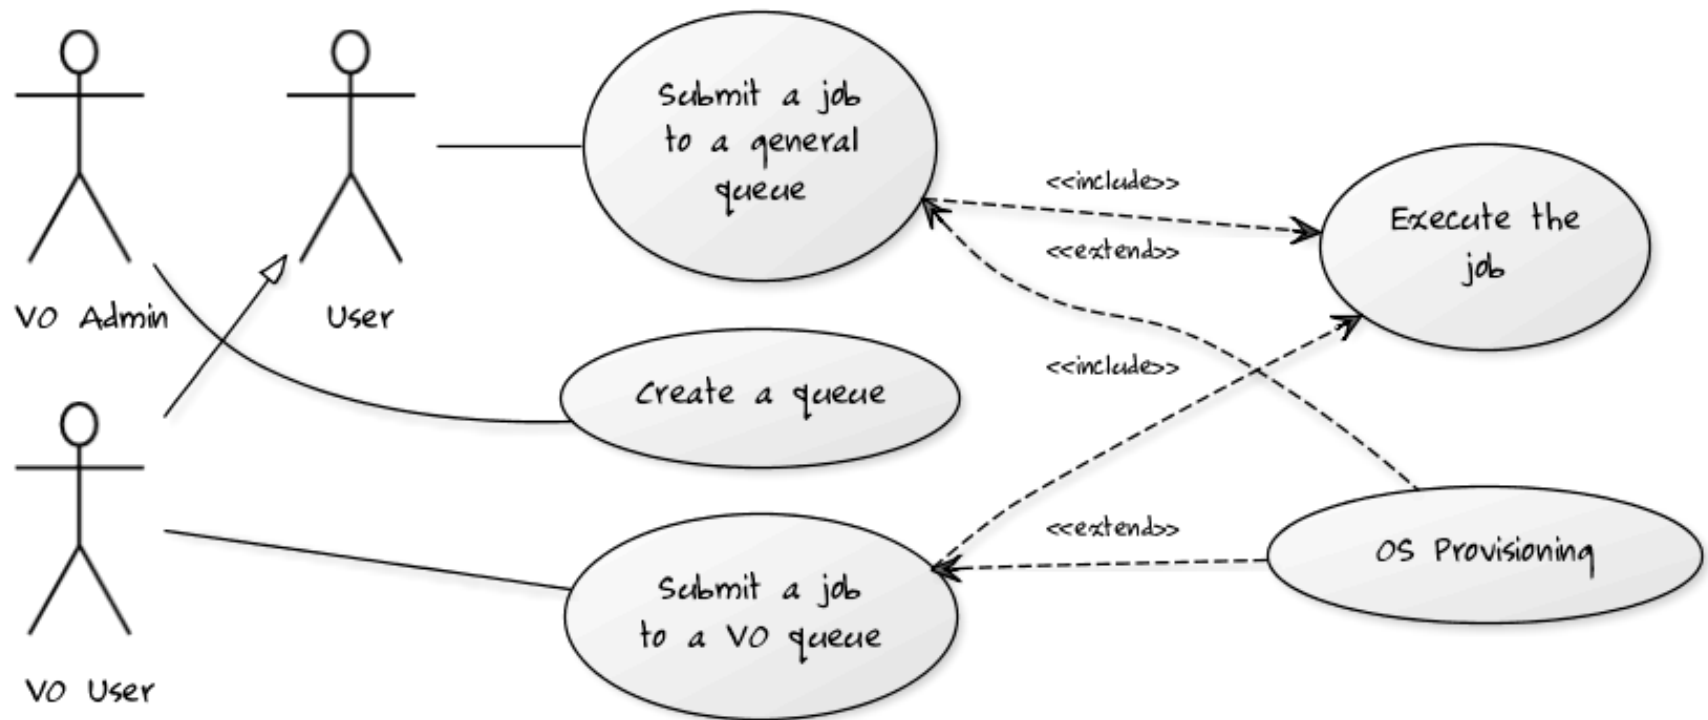 Submit a job
to a general
queue
<<include>>
Execute the
job
<<extend>>
VO Admin
User
<<include>>
Create a queue
<<extend>>
OS Provisioning
Submit a job
to a VO queue
VO User